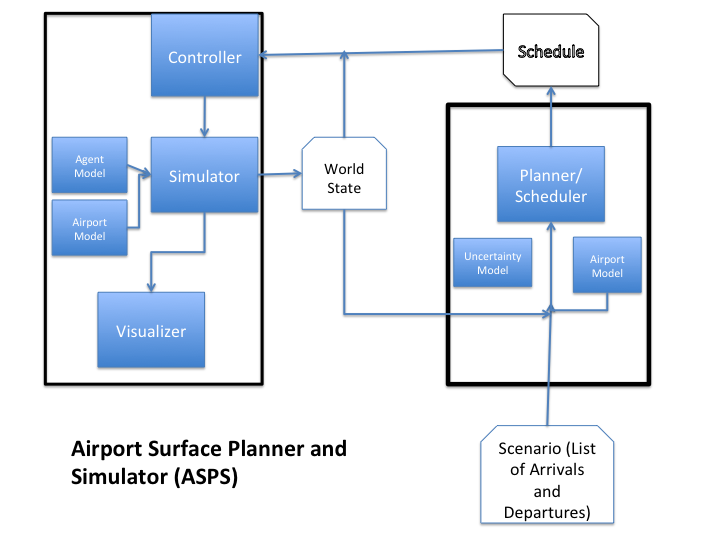 Controller
Schedule
Agent
Model
Simulator
World
State
Planner/
Scheduler
Airport
Model
Uncertainty
Model
Airport
Model
Visualizer
Airport Surface Planner and
Simulator (ASPS)
Scenario (List
of Arrivals
and
Departures)